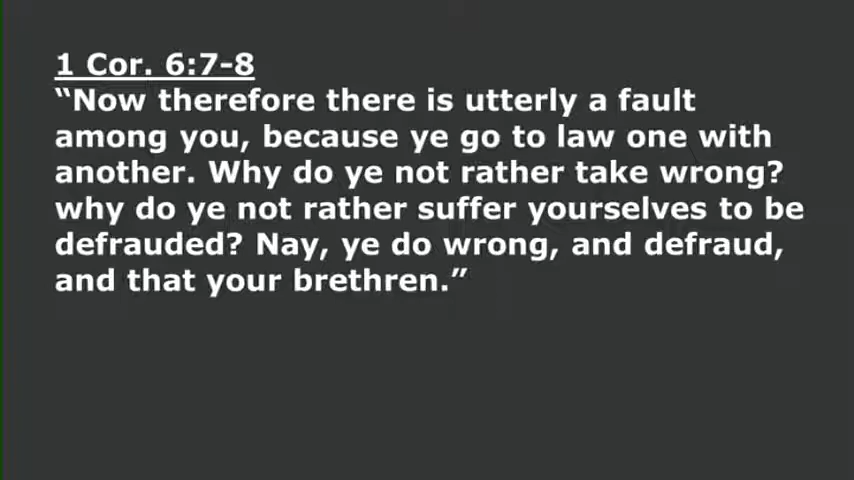 1 Cor. 6:7-8
“Now therefore there is utterly a fault
among you, because ye go to law one with
another. Why do ye not rather take wrong?
why do ye not rather suffer yourselves to be
defrauded? Nay, ye do wrong, and defraud,
and that your brethren.”